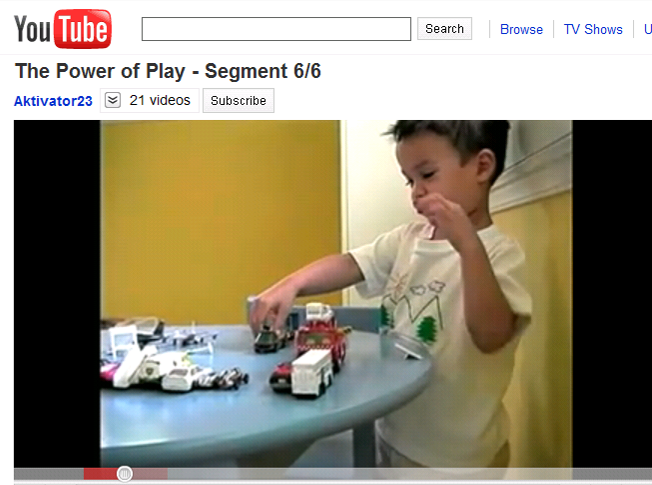 YouTube Search Browse TV Shows U
The Power of Play - Segment 6/6
Aktivator23 21 videos Subscribe